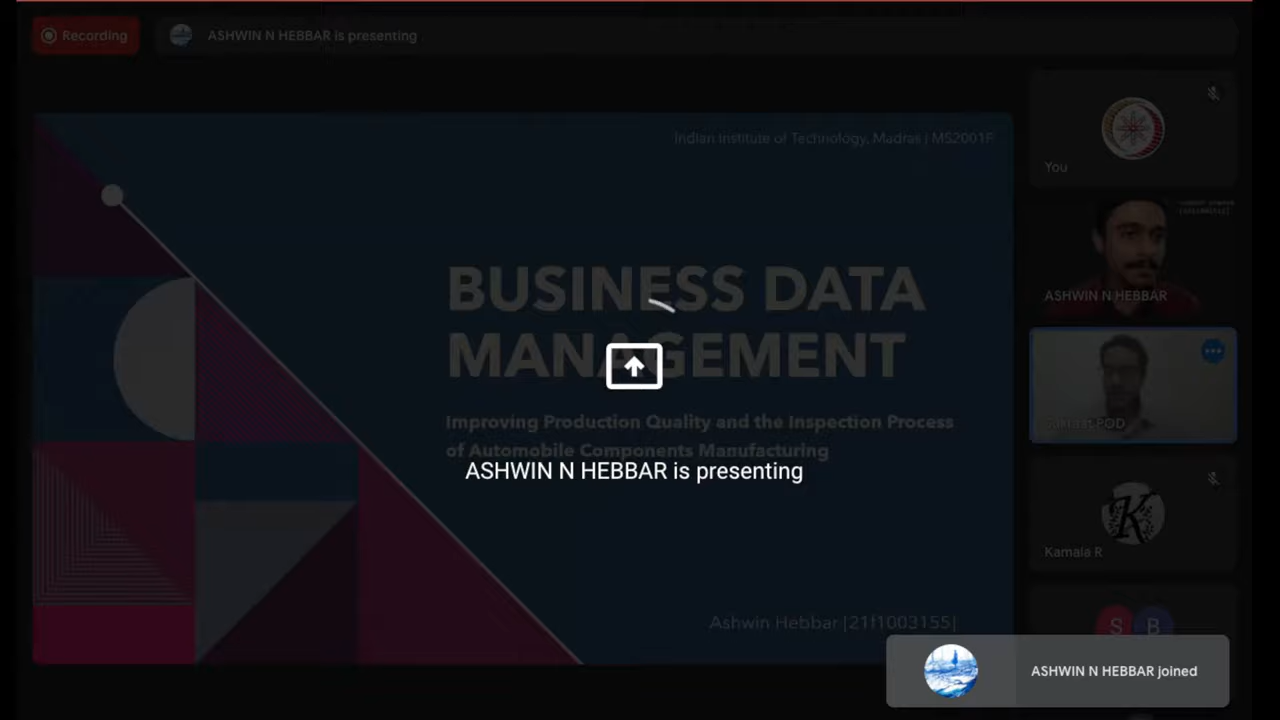 Recording
ASHWIN N HEBBAR is presenting
Indian Institute of Technology, Madras | MS2001P
You
BUSINESS DATA
MANAGEMENT
ASHWIN N HEBBAR
Improving Production Quality and the Inspection Process
of Automobile Components Manufacturing
POD
ASHWIN N HEBBAR is presenting
K
Kamala R
Ashwin Hebbar |21f1003155|
S B
ASHWIN N HEBBAR joined